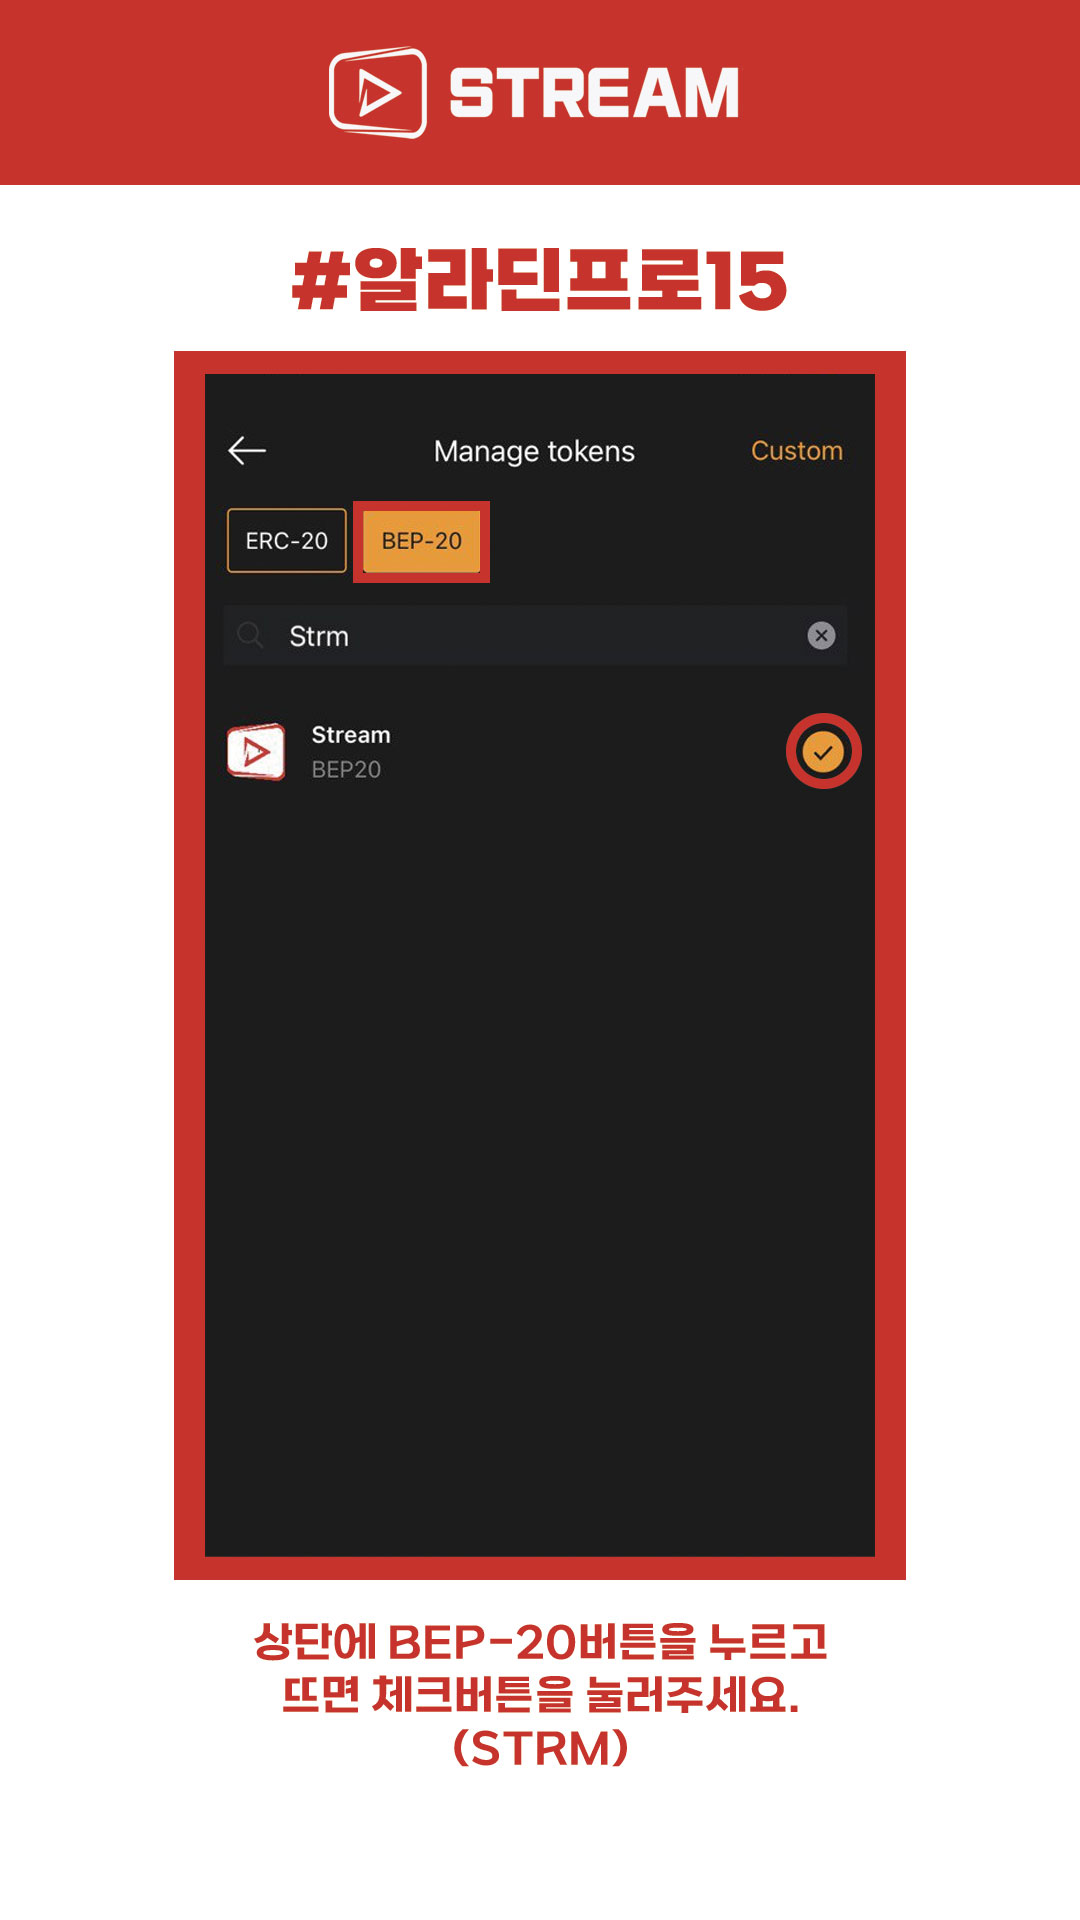 STREAM
#알라딘프로15
Manage tokens
Custom
ERC-20
BEP-20
Strm
Stream
BEP20
상단에 BEP-20버튼을 누르고
뜨면 체크버튼을 눌러주세요.
(STRM)